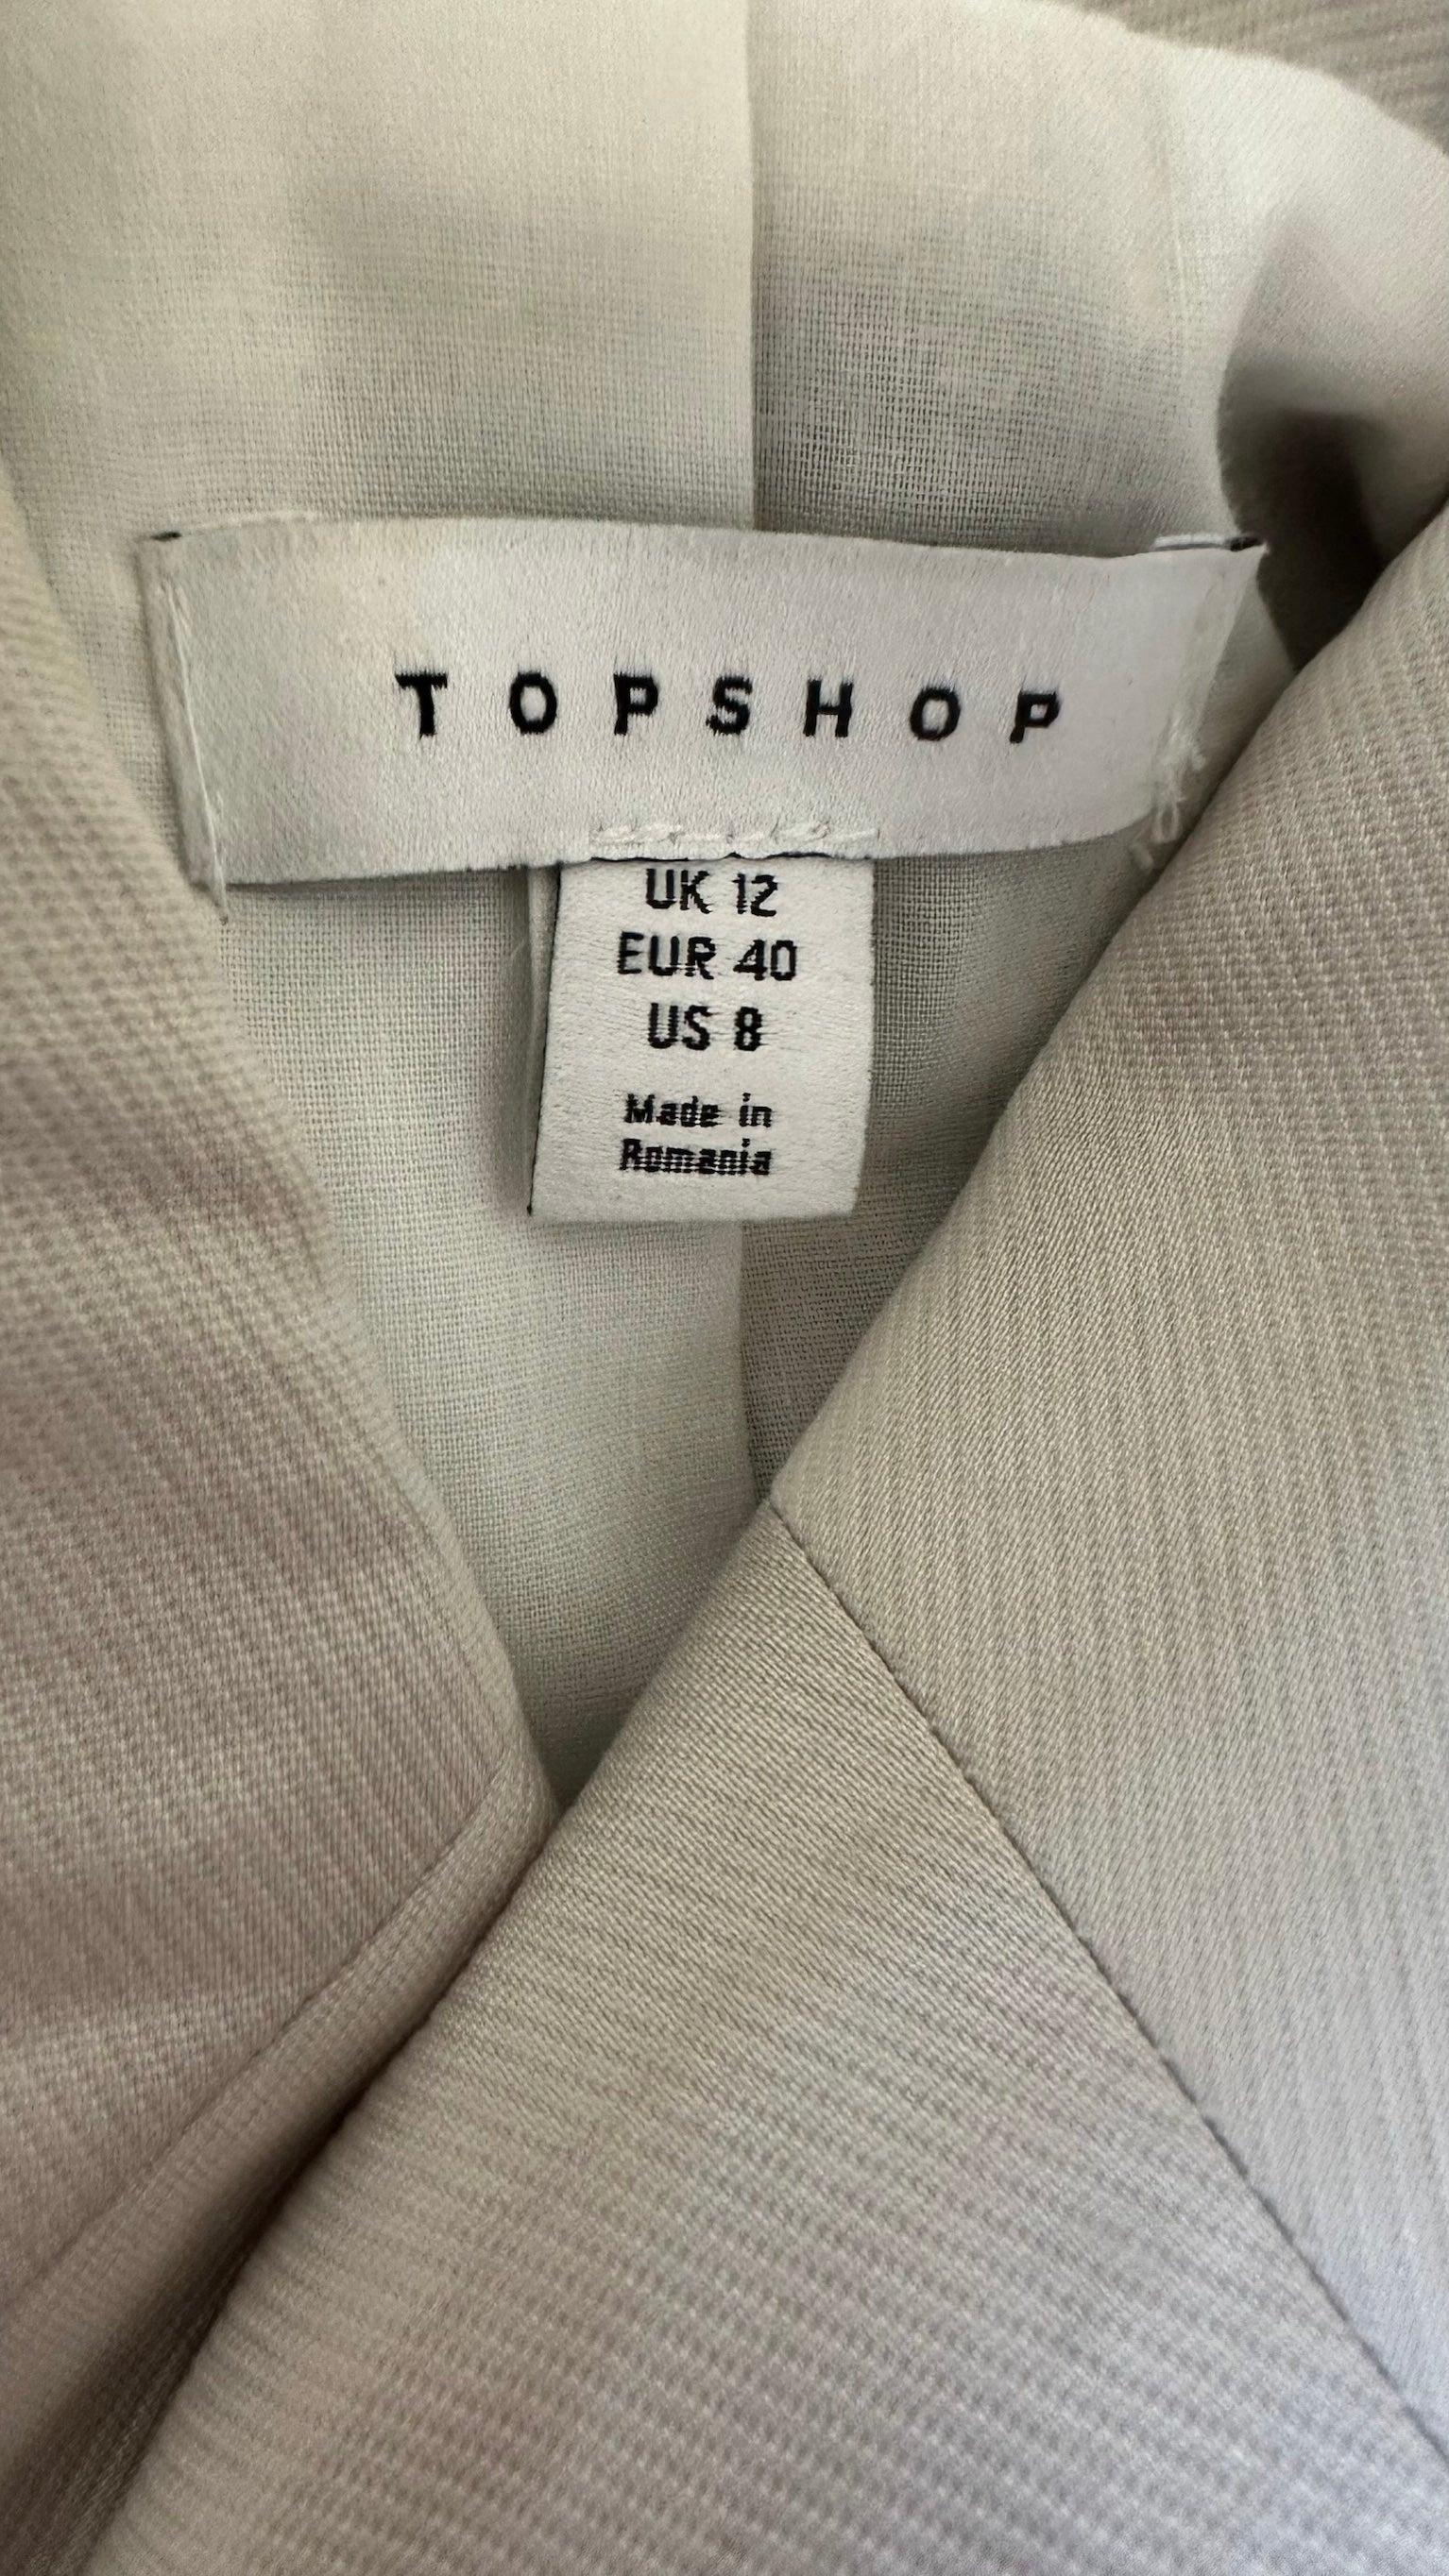 TOPSHOP
UK 12
EUR 40
US 8
Made in
Romania